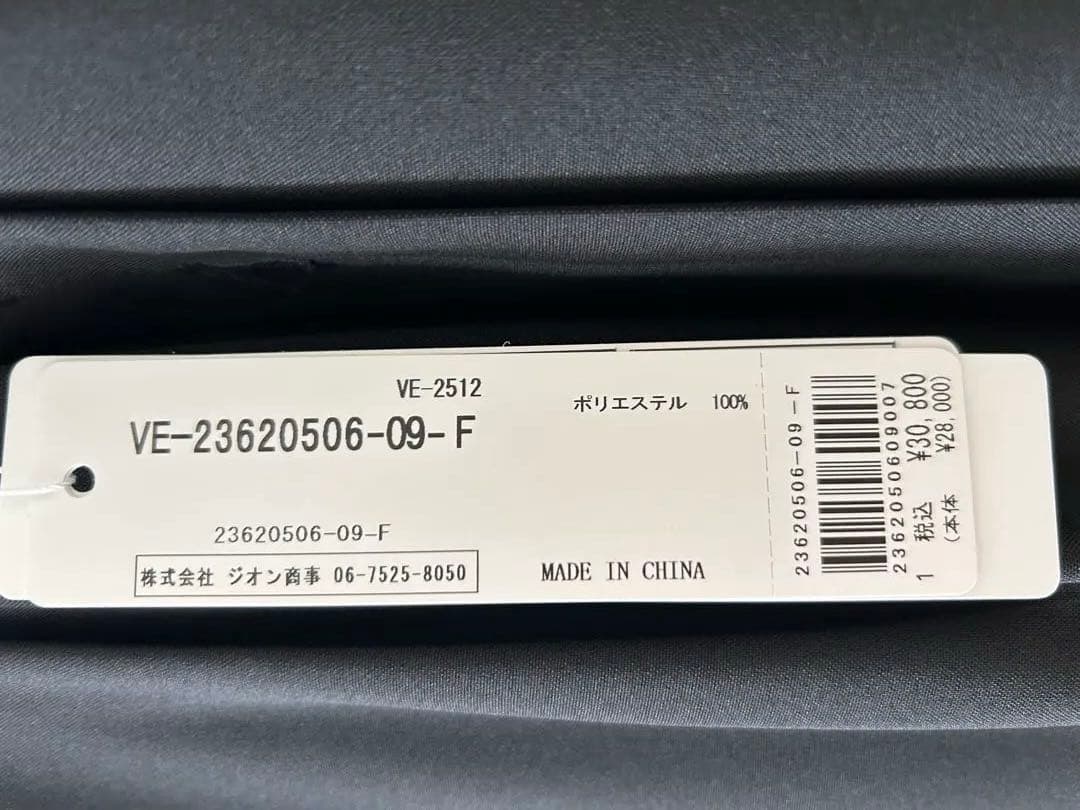 VE-2512
VE-23620506-09-F
ポリエステル 100%
23620506-09-F
株式会社 ジオン商事 06-7525-8050
MADE IN CHINA
23620506-09-F
2362050609007
1 税込 ¥30,800
(本体 ¥28,000)